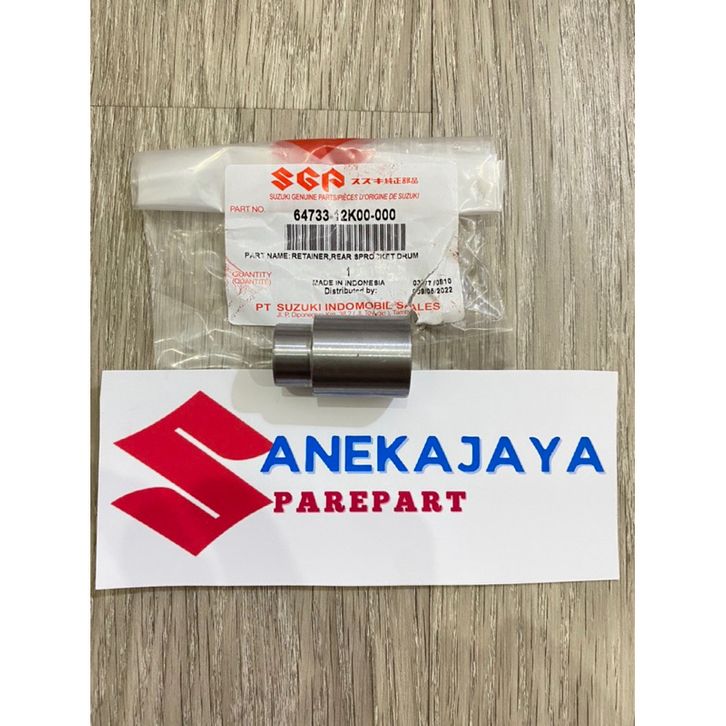 SGP スズキ純正部品
SUZUKI GENUINE PARTS/PIÈCES D'ORIGINE DE SUZUKI
PART NO. 64733-12K00-000
PART NAME: RETAINER,REAR SPROCKET DRUM
QUANTITY
(QUANTITÉ)
1
MADE IN INDONESIA
Distributed by:
PT SUZUKI INDOMOBIL SALES
ANEKAJAYA
PAREPART